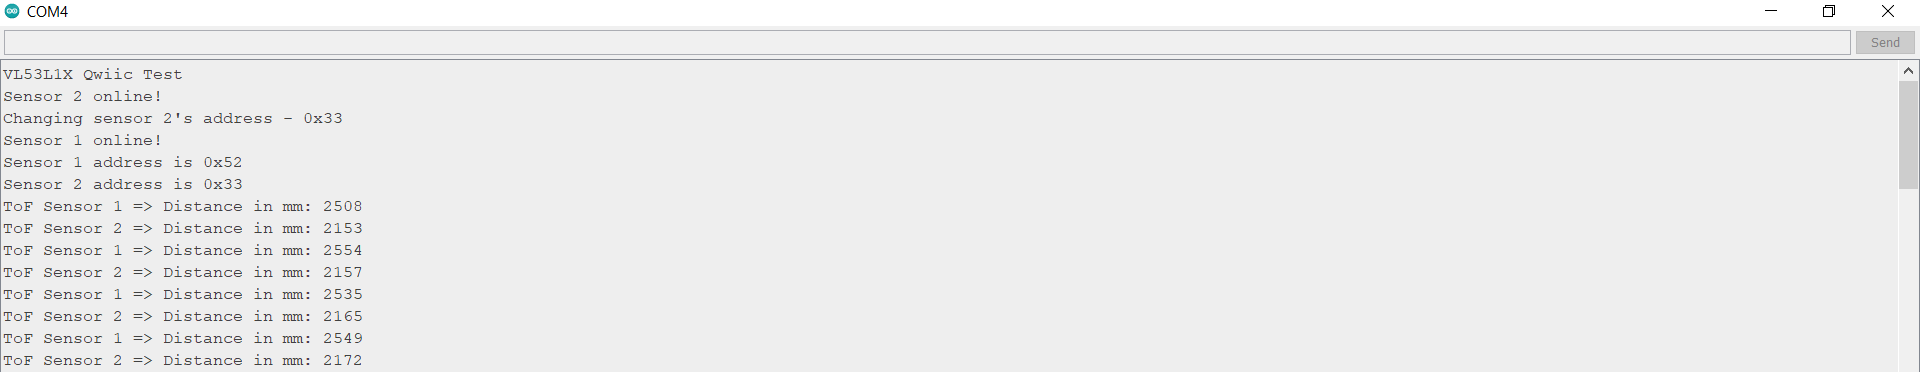 COM4
Send
VL53L1X Qwiic Test
Sensor 2 online!
Changing sensor 2's address - 0x33
Sensor 1 online!
Sensor 1 address is 0x52
Sensor 2 address is 0x33
ToF Sensor 1 => Distance in mm: 2508
ToF Sensor 2 => Distance in mm: 2153
ToF Sensor 1 => Distance in mm: 2554
ToF Sensor 2 => Distance in mm: 2157
ToF Sensor 1 => Distance in mm: 2535
ToF Sensor 2 => Distance in mm: 2165
ToF Sensor 1 => Distance in mm: 2549
ToF Sensor 2 => Distance in mm: 2172